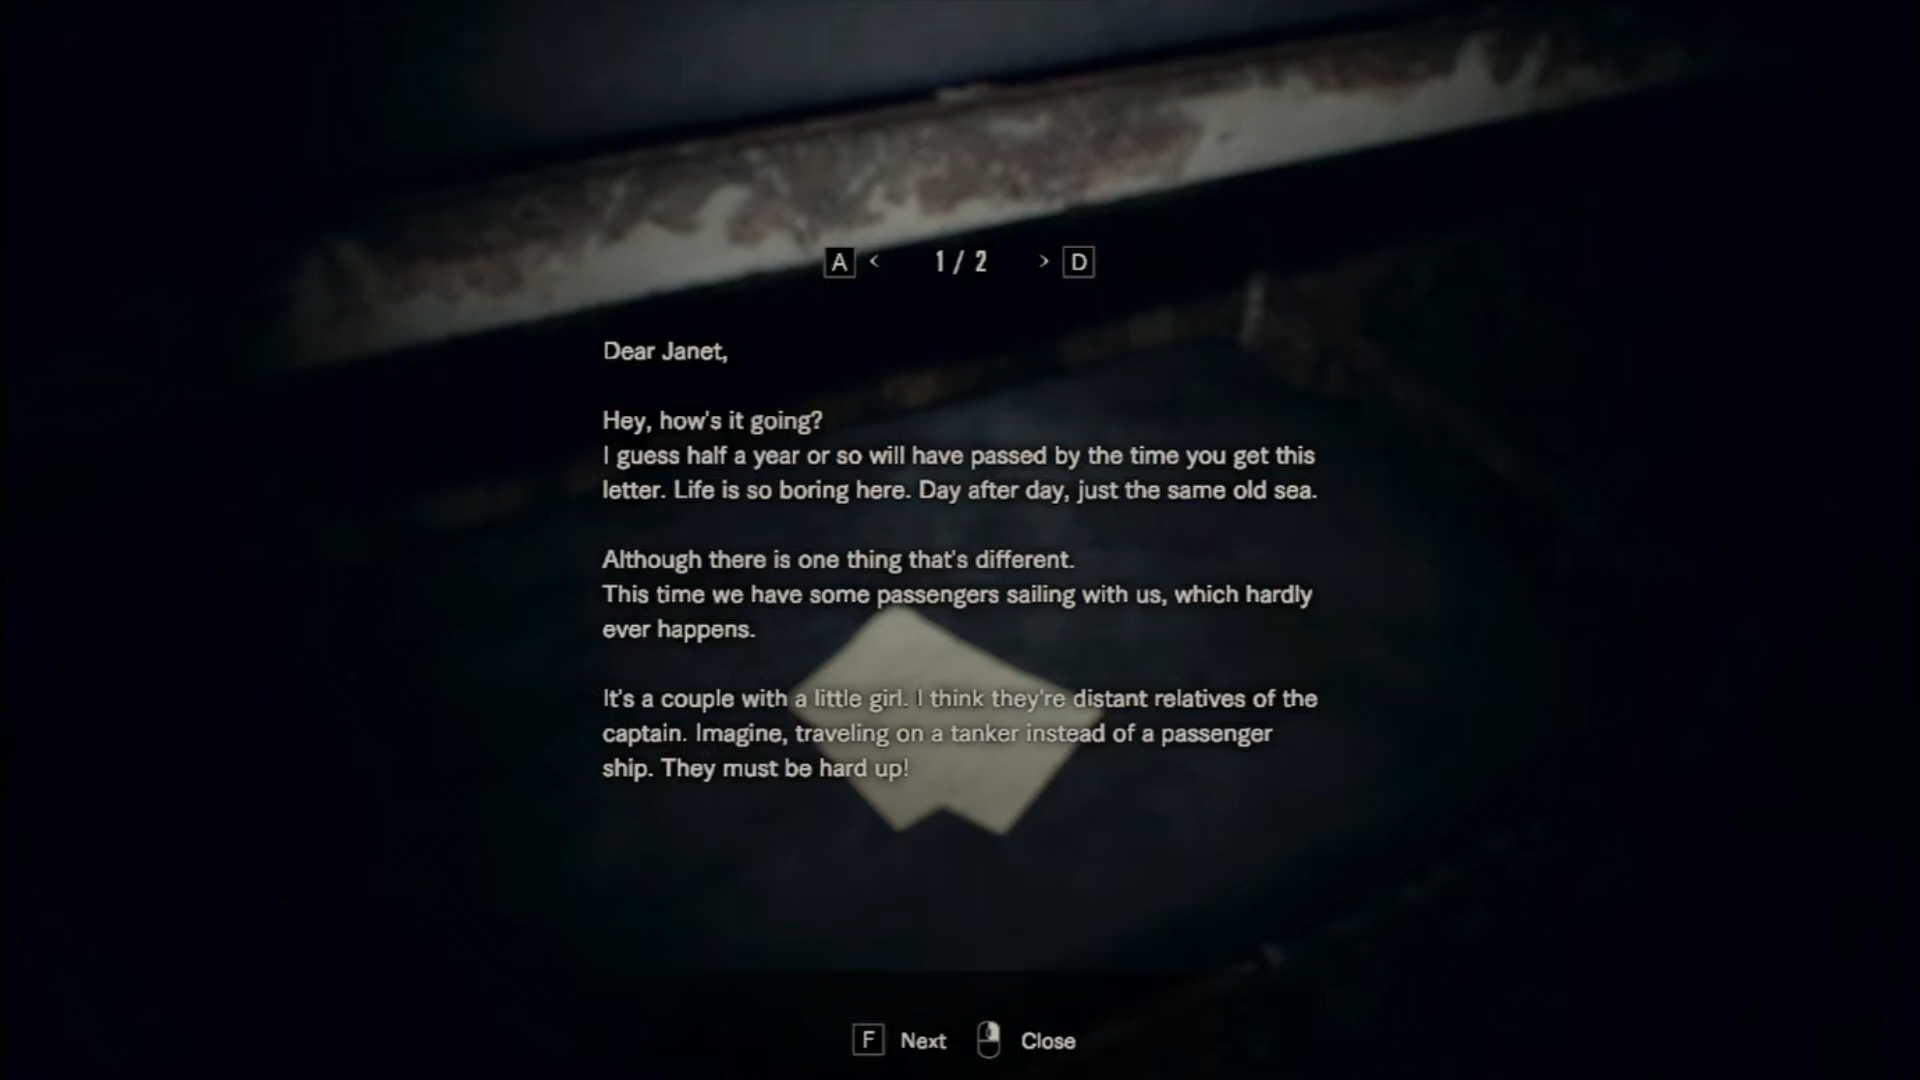 A < 1 / 2 > D
Dear Janet,
Hey, how's it going?
I guess half a year or so will have passed by the time you get this
letter. Life is so boring here. Day after day, just the same old sea.
Although there is one thing that's different.
This time we have some passengers sailing with us, which hardly
ever happens.
It's a couple with a little girl. I think they're distant relatives of the
captain. Imagine, traveling on a tanker instead of a passenger
ship. They must be hard up!
F Next Close